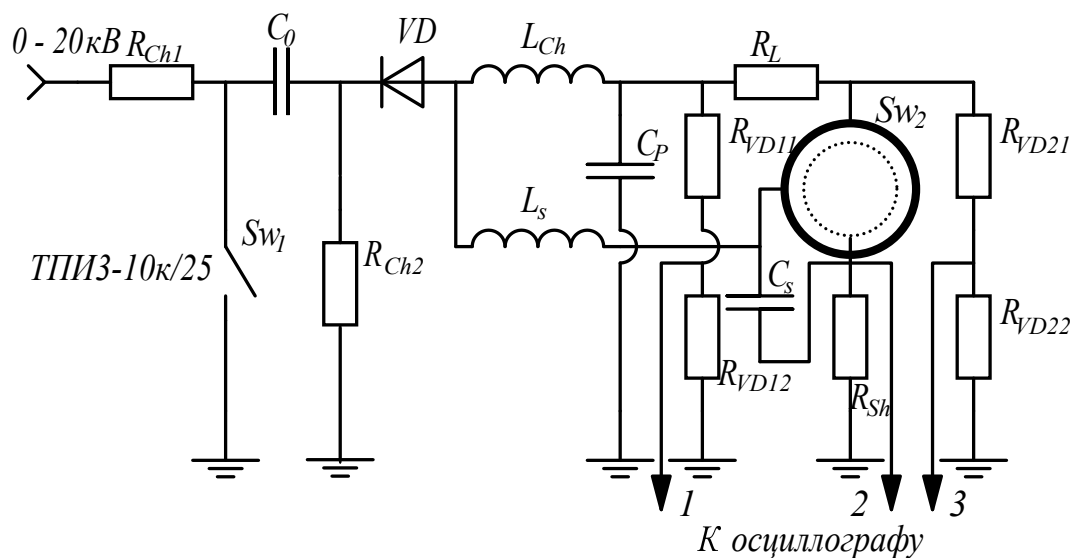 0 - 20кВ
R_Ch1
C_0
VD
L_Ch
R_L
Sw_2
R_VD11
R_VD21
C_P
L_s
Sw_1
ТПИ3-10к/25
R_Ch2
C_s
R_VD22
R_VD12
R_Sh
1
2
3
К осциллографу